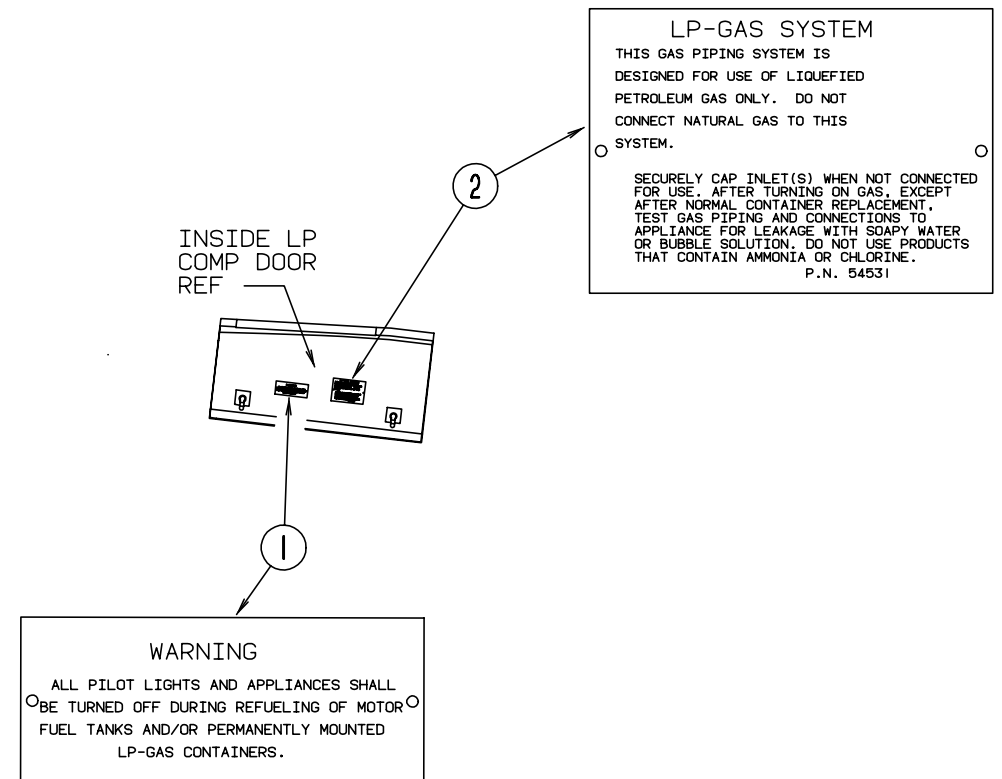 LP-GAS SYSTEM
THIS GAS PIPING SYSTEM IS
DESIGNED FOR USE OF LIQUEFIED
PETROLEUM GAS ONLY. DO NOT
CONNECT NATURAL GAS TO THIS
SYSTEM.
SECURELY CAP INLET(S) WHEN NOT CONNECTED
FOR USE. AFTER TURNING ON GAS, EXCEPT
AFTER NORMAL CONTAINER REPLACEMENT,
TEST GAS PIPING AND CONNECTIONS TO
APPLIANCE FOR LEAKAGE WITH SOAPY WATER
OR BUBBLE SOLUTION. DO NOT USE PRODUCTS
THAT CONTAIN AMMONIA OR CHLORINE.
P.N. 54531
2
INSIDE LP
COMP DOOR
REF
1
WARNING
ALL PILOT LIGHTS AND APPLIANCES SHALL
BE TURNED OFF DURING REFUELING OF MOTOR
FUEL TANKS AND/OR PERMANENTLY MOUNTED
LP-GAS CONTAINERS.